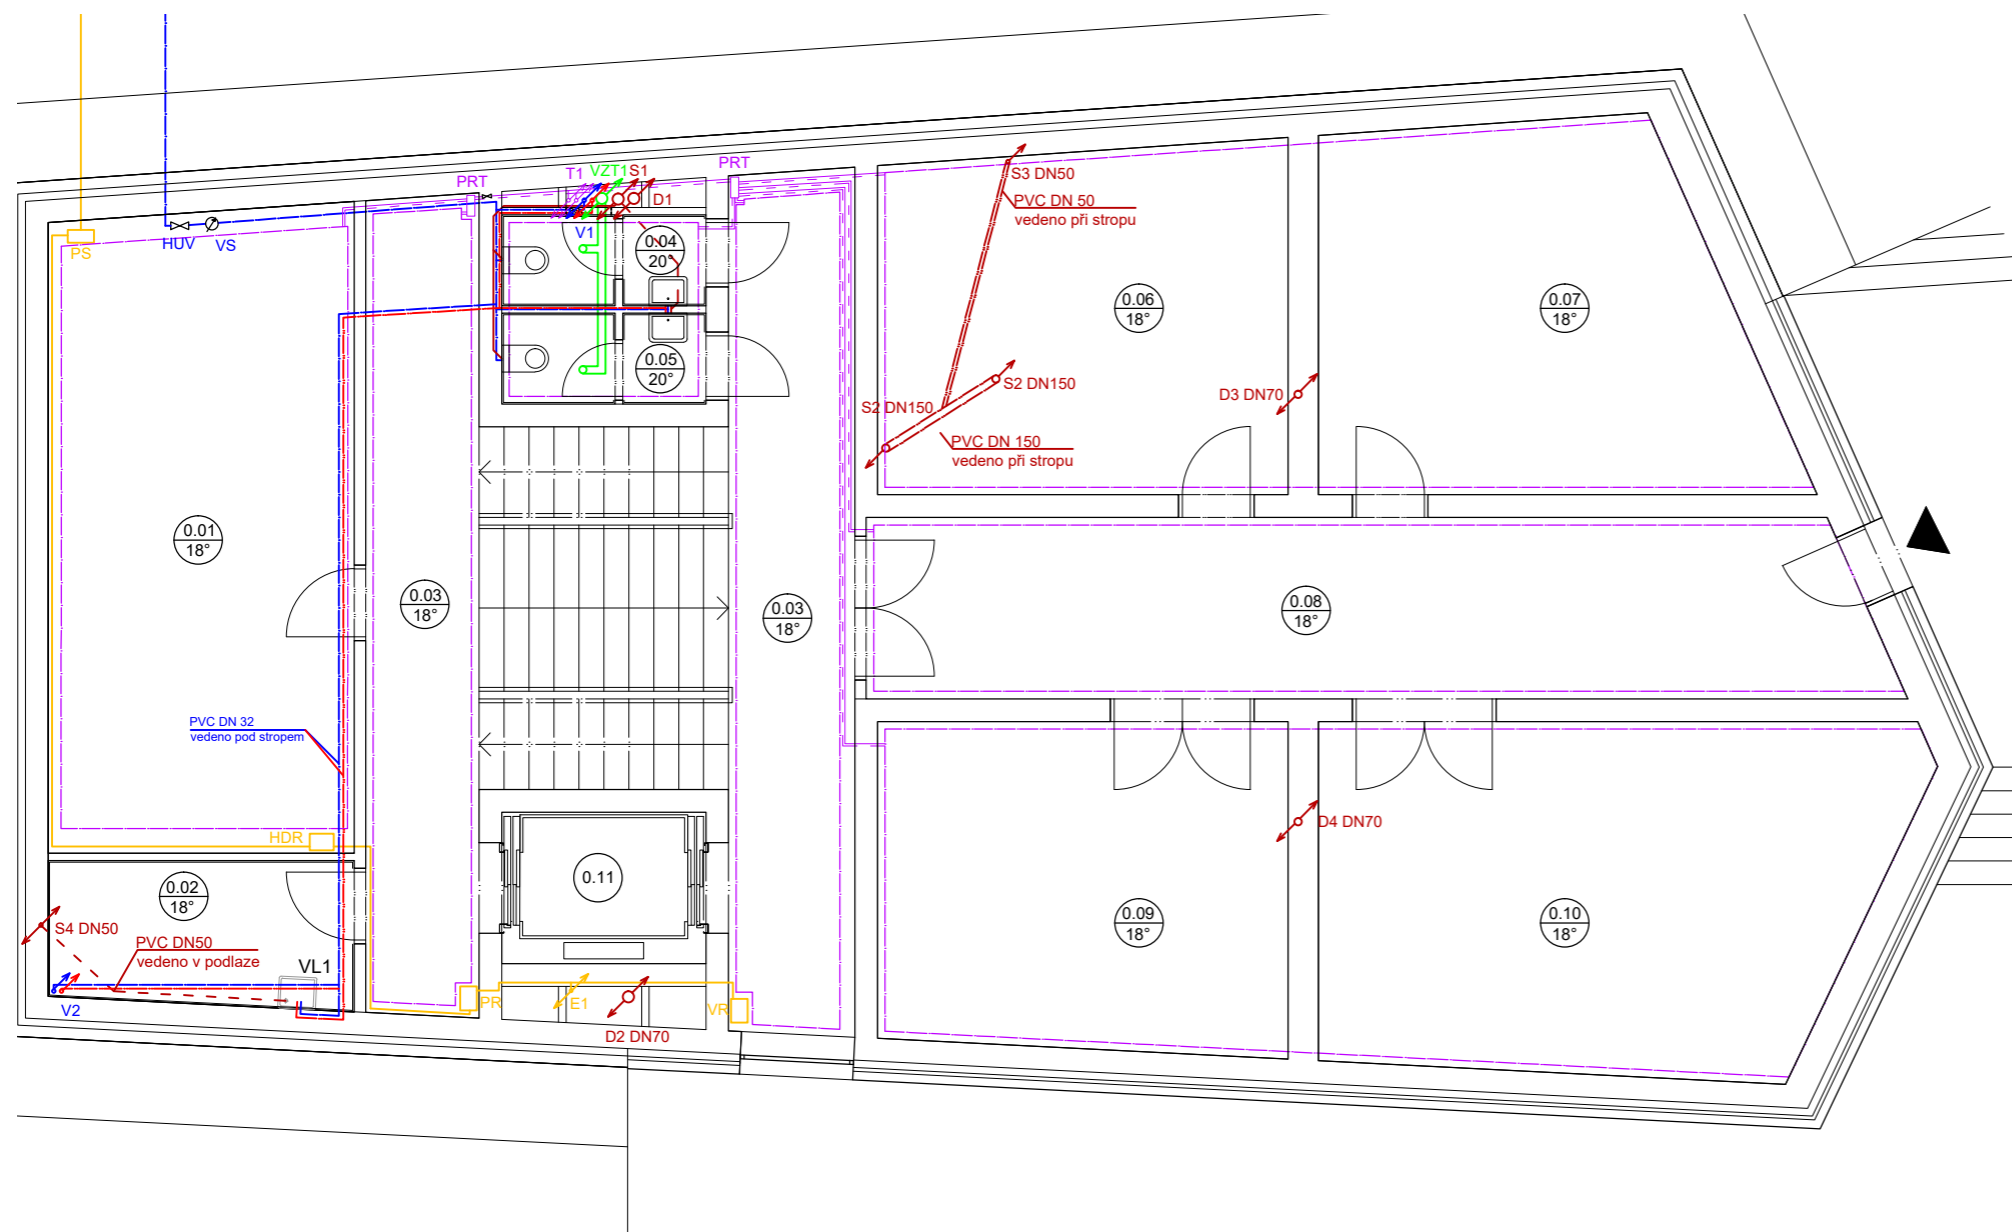 T1
VZT1
S1
PRT
PRT
D1
V1
HUV
VS
PS
S3 DN50
PVC DN 50
vedeno při stropu
0.04
20°
0.05
20°
0.06
18°
0.07
18°
S2 DN150
S2 DN150
PVC DN 150
vedeno při stropu
D3 DN70
0.01
18°
0.03
18°
0.03
18°
0.08
18°
PVC DN 32
vedeno pod stropem
HDR
D4 DN70
0.02
18°
0.11
0.09
18°
0.10
18°
S4 DN50
PVC DN50
vedeno v podlaze
VL1
V2
PR
E1
VR
D2 DN70